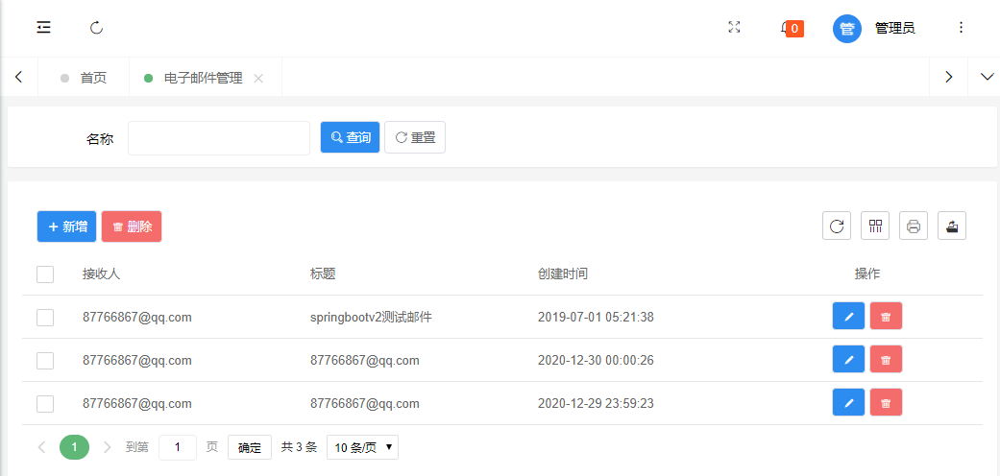 0 管 管理员
首页 电子邮件管理
名称 查询 重置
新增 删除
接收人 标题 创建时间 操作
87766867@qq.com springbootv2测试邮件 2019-07-01 05:21:38
87766867@qq.com 87766867@qq.com 2020-12-30 00:00:26
87766867@qq.com 87766867@qq.com 2020-12-29 23:59:23
1 到第 1 页 确定 共 3 条 10 条/页